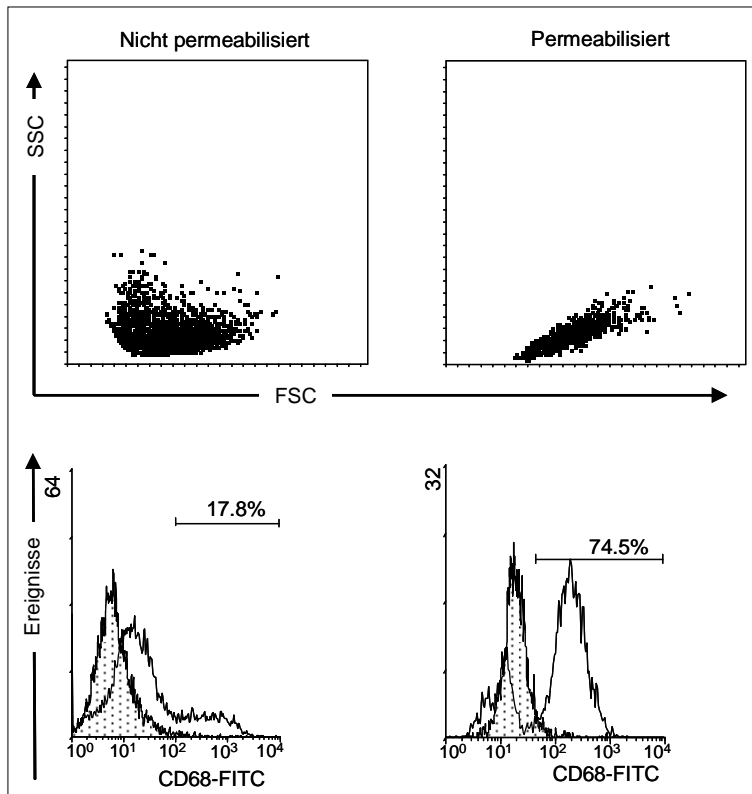 Nicht permeabilisiert
Permeabilisiert
SSC
FSC
Ereignisse
64
17.8%
10⁰ 10¹ 10² 10³ 10⁴
CD68-FITC
32
74.5%
10⁰ 10¹ 10² 10³ 10⁴
CD68-FITC